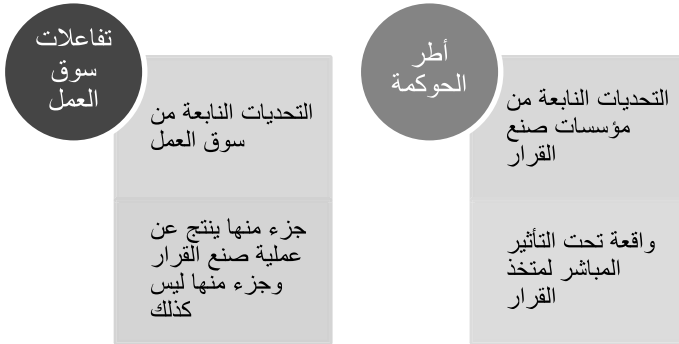 أطر
الحوكمة
التحديات النابعة من
مؤسسات صنع
القرار
واقعة تحت التأثير
المباشر لمتخذ
القرار
تفاعلات
سوق
العمل
التحديات النابعة من
سوق العمل
جزء منها ينتج عن
عملية صنع القرار
وجزء منها ليس
كذلك